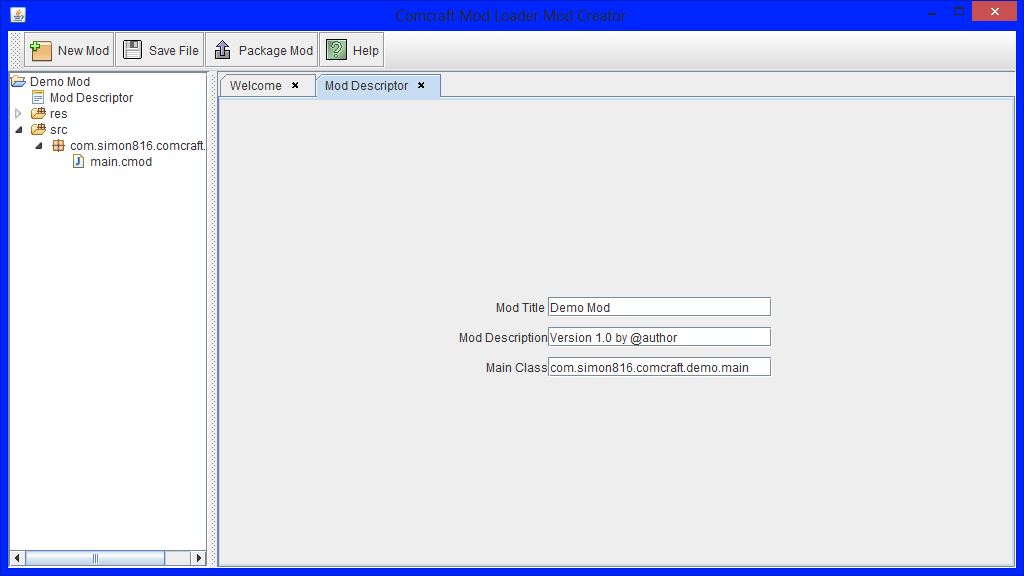 Comcraft Mod Loader Mod Creator
New Mod Save File Package Mod Help
Demo Mod
Mod Descriptor
res
src
com.simon816.comcraft.
main.cmod
Welcome Mod Descriptor
Mod Title Demo Mod
Mod Description Version 1.0 by @author
Main Class com.simon816.comcraft.demo.main